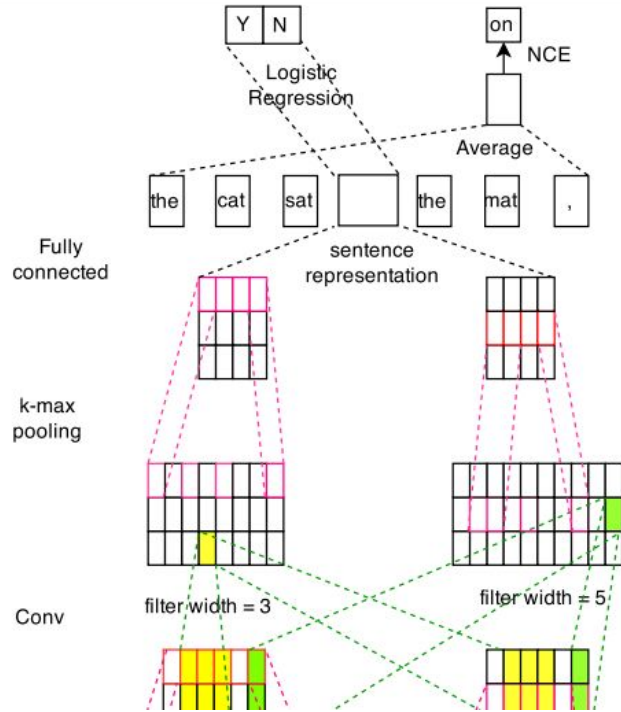 Y N
on
NCE
Logistic
Regression
Average
the cat sat the mat ,
Fully
connected
sentence
representation
k-max
pooling
filter width = 3
filter width = 5
Conv